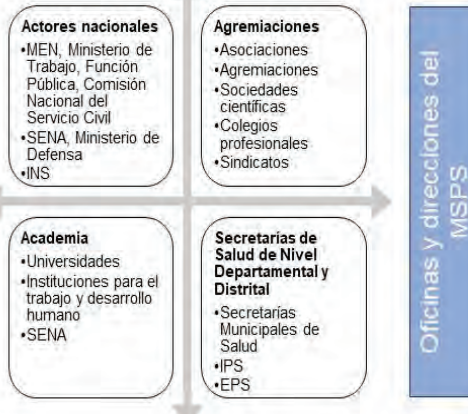 Actores nacionales
•MEN, Ministerio de
Trabajo, Función
Pública, Comisión
Nacional del
Servicio Civil
•SENA, Ministerio de
Defensa
•INS
Agremiaciones
•Asociaciones
•Agremiaciones
•Sociedades
científicas
•Colegios
profesionales
•Sindicatos
Academia
•Universidades
•Instituciones para el
trabajo y desarrollo
humano
•SENA
Secretarias de
Salud de Nivel
Departamental y
Distrital
•Secretarías
Municipales de
Salud
•IPS
•EPS
Oficinas y direcciones del
MSPS